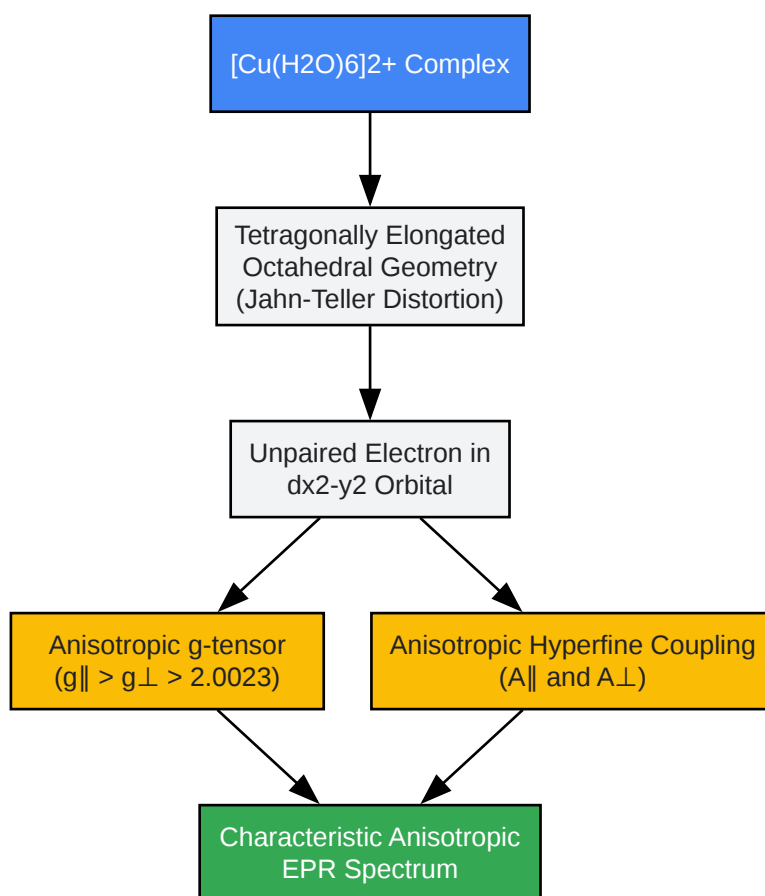 [Cu(H2O)6]2+ Complex
Tetragonally Elongated
Octahedral Geometry
(Jahn-Teller Distortion)
Unpaired Electron in
dx2-y2 Orbital
Anisotropic g-tensor
(g∥ > g⊥ > 2.0023)
Anisotropic Hyperfine Coupling
(A∥ and A⊥)
Characteristic Anisotropic
EPR Spectrum